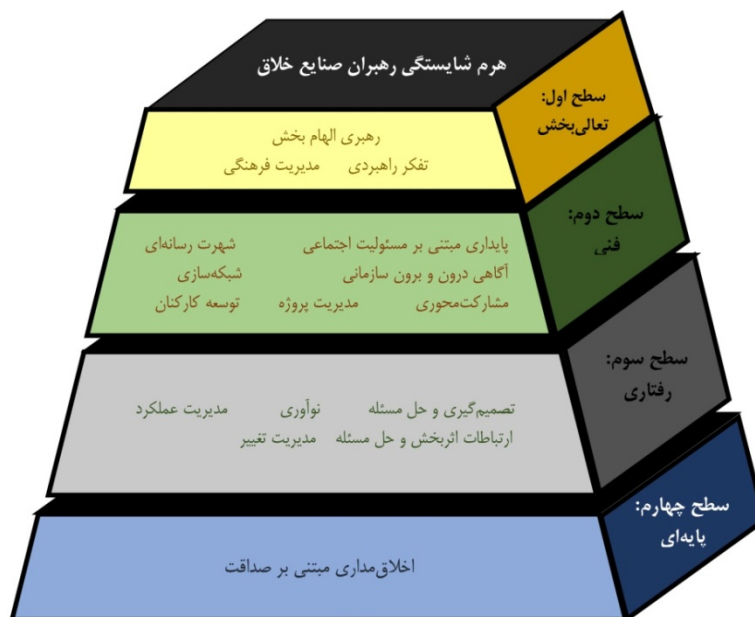 هرم شایستگی رهبران صنایع خلاق
سطح اول:
تعالی‌بخش
رهبری الهام بخش
تفکر راهبردی مدیریت فرهنگی
سطح دوم:
فنی
پایداری مبتنی بر مسئولیت اجتماعی شهرت رسانه‌ای
آگاهی درون و برون سازمانی شبکه‌سازی
مشارکت‌محوری مدیریت پروژه توسعه کارکنان
سطح سوم:
رفتاری
تصمیم‌گیری و حل مسئله نوآوری مدیریت عملکرد
ارتباطات اثربخش و حل مسئله مدیریت تغییر
سطح چهارم:
پایه‌ای
اخلاق‌مداری مبتنی بر صداقت